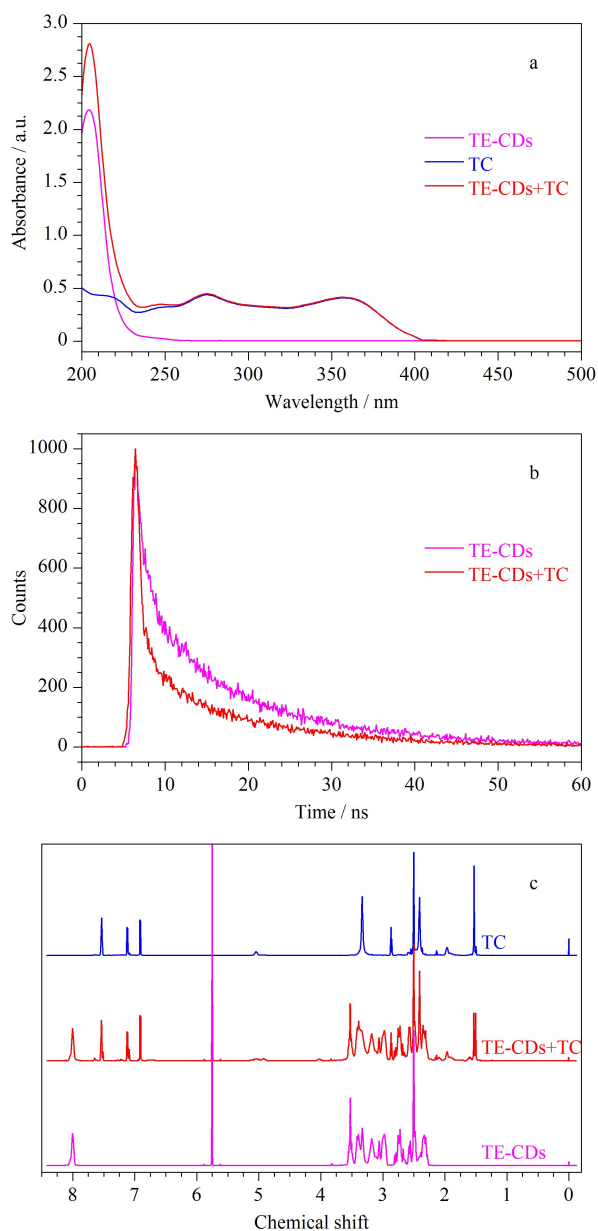 3.0
a
2.5
TE-CDs
2.0
TC
TE-CDs+TC
1.5
1.0
0.5
0
Absorbance / a.u.
200 250 300 350 400 450 500
Wavelength / nm
1000
b
800
TE-CDs
TE-CDs+TC
600
400
200
0
Counts
0 10 20 30 40 50 60
Time / ns
c
TC
TE-CDs+TC
TE-CDs
8 7 6 5 4 3 2 1 0
Chemical shift